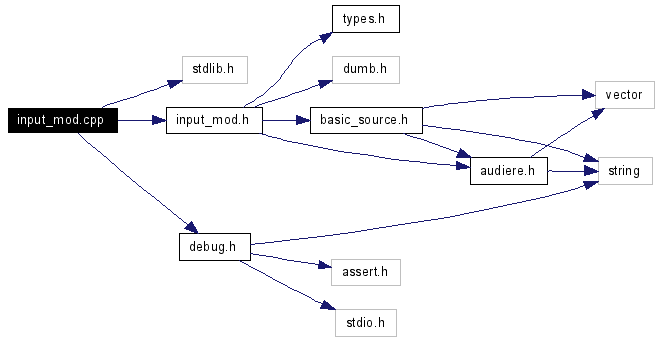 types.h
stdlib.h
dumb.h
vector
input_mod.cpp
input_mod.h
basic_source.h
audiere.h
string
debug.h
assert.h
stdio.h